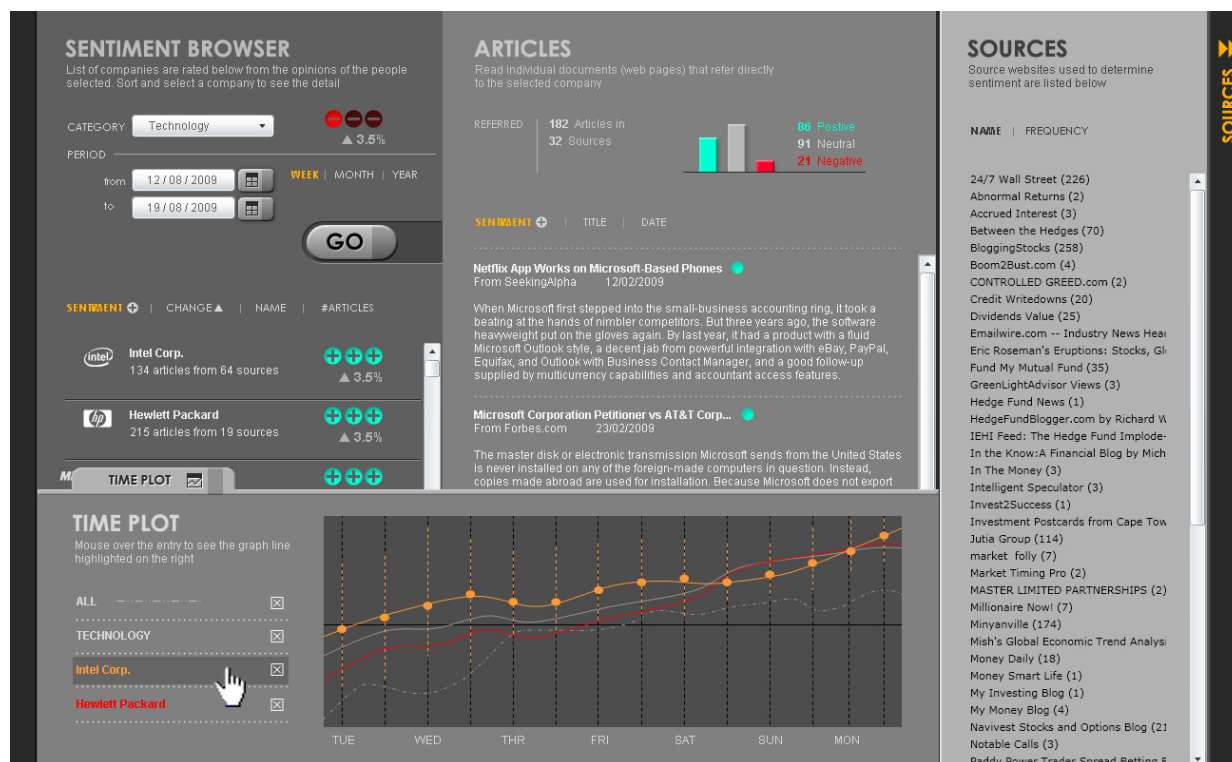 SENTIMENT BROWSER
List of companies are rated below from the opinions of the people
selected. Sort and select a company to see the detail
CATEGORY Technology
3.5%
PERIOD
from 12 / 08 / 2009
WEEK | MONTH | YEAR
to 19 / 08 / 2009
GO
SENTIMENT | CHANGE | NAME | #ARTICLES
intel
Intel Corp.
134 articles from 64 sources
3.5%
hp
Hewlett Packard
215 articles from 19 sources
3.5%
ARTICLES
Read individual documents (web pages) that refer directly
to the selected company
REFERRED 182 Articles in
32 Sources
86 Postive
91 Neutral
21 Negative
SENTIMENT | TITLE | DATE
Netflix App Works on Microsoft-Based Phones
From SeekingAlpha 12/02/2009
When Microsoft first stepped into the small-business accounting ring, it took a
beating at the hands of nimbler competitors. But three years ago, the software
heavyweight put on the gloves again. By last year, it had a product with a fluid
Microsoft Outlook style, a decent jab from powerful integration with eBay, PayPal,
Equifax, and Outlook with Business Contact Manager, and a good follow-up
supplied by multicurrency capabilities and accountant access features.
Microsoft Corporation Petitioner vs AT&T Corp...
From Forbes.com 23/02/2009
The master disk or electronic transmission Microsoft sends from the United States
is never installed on any of the foreign-made computers in question. Instead,
copies made abroad are used for installation. Because Microsoft does not export
SOURCES
Source websites used to determine
sentiment are listed below
NAME | FREQUENCY
24/7 Wall Street (226)
Abnormal Returns (2)
Accrued Interest (3)
Between the Hedges (70)
BloggingStocks (258)
Boom2Bust.com (4)
CONTROLLED GREED.com (2)
Credit Writedowns (20)
Dividends Value (25)
Emailwire.com -- Industry News Head
Eric Roseman's Eruptions: Stocks, Gl
Fund My Mutual Fund (35)
GreenLightAdvisor Views (3)
Hedge Fund News (1)
HedgeFundBlogger.com by Richard W
IEHI Feed: The Hedge Fund Implode-
In the Know:A Financial Blog by Mich
In The Money (3)
Intelligent Speculator (3)
Invest2Success (1)
Investment Postcards from Cape Tow
Jutia Group (114)
market folly (7)
Market Timing Pro (2)
MASTER LIMITED PARTNERSHIPS (2)
Millionaire Now! (7)
Minyanville (174)
Mish's Global Economic Trend Analysi
Money Daily (18)
Money Smart Life (1)
My Investing Blog (1)
My Money Blog (4)
Navivest Stocks and Options Blog (21
Notable Calls (3)
Paddy Power Trader Spread Betting
SOURCES
TIME PLOT
TIME PLOT
Mouse over the entry to see the graph line
highlighted on the right
ALL
TECHNOLOGY
Intel Corp.
Hewlett Packard
TUE WED THR FRI SAT SUN MON